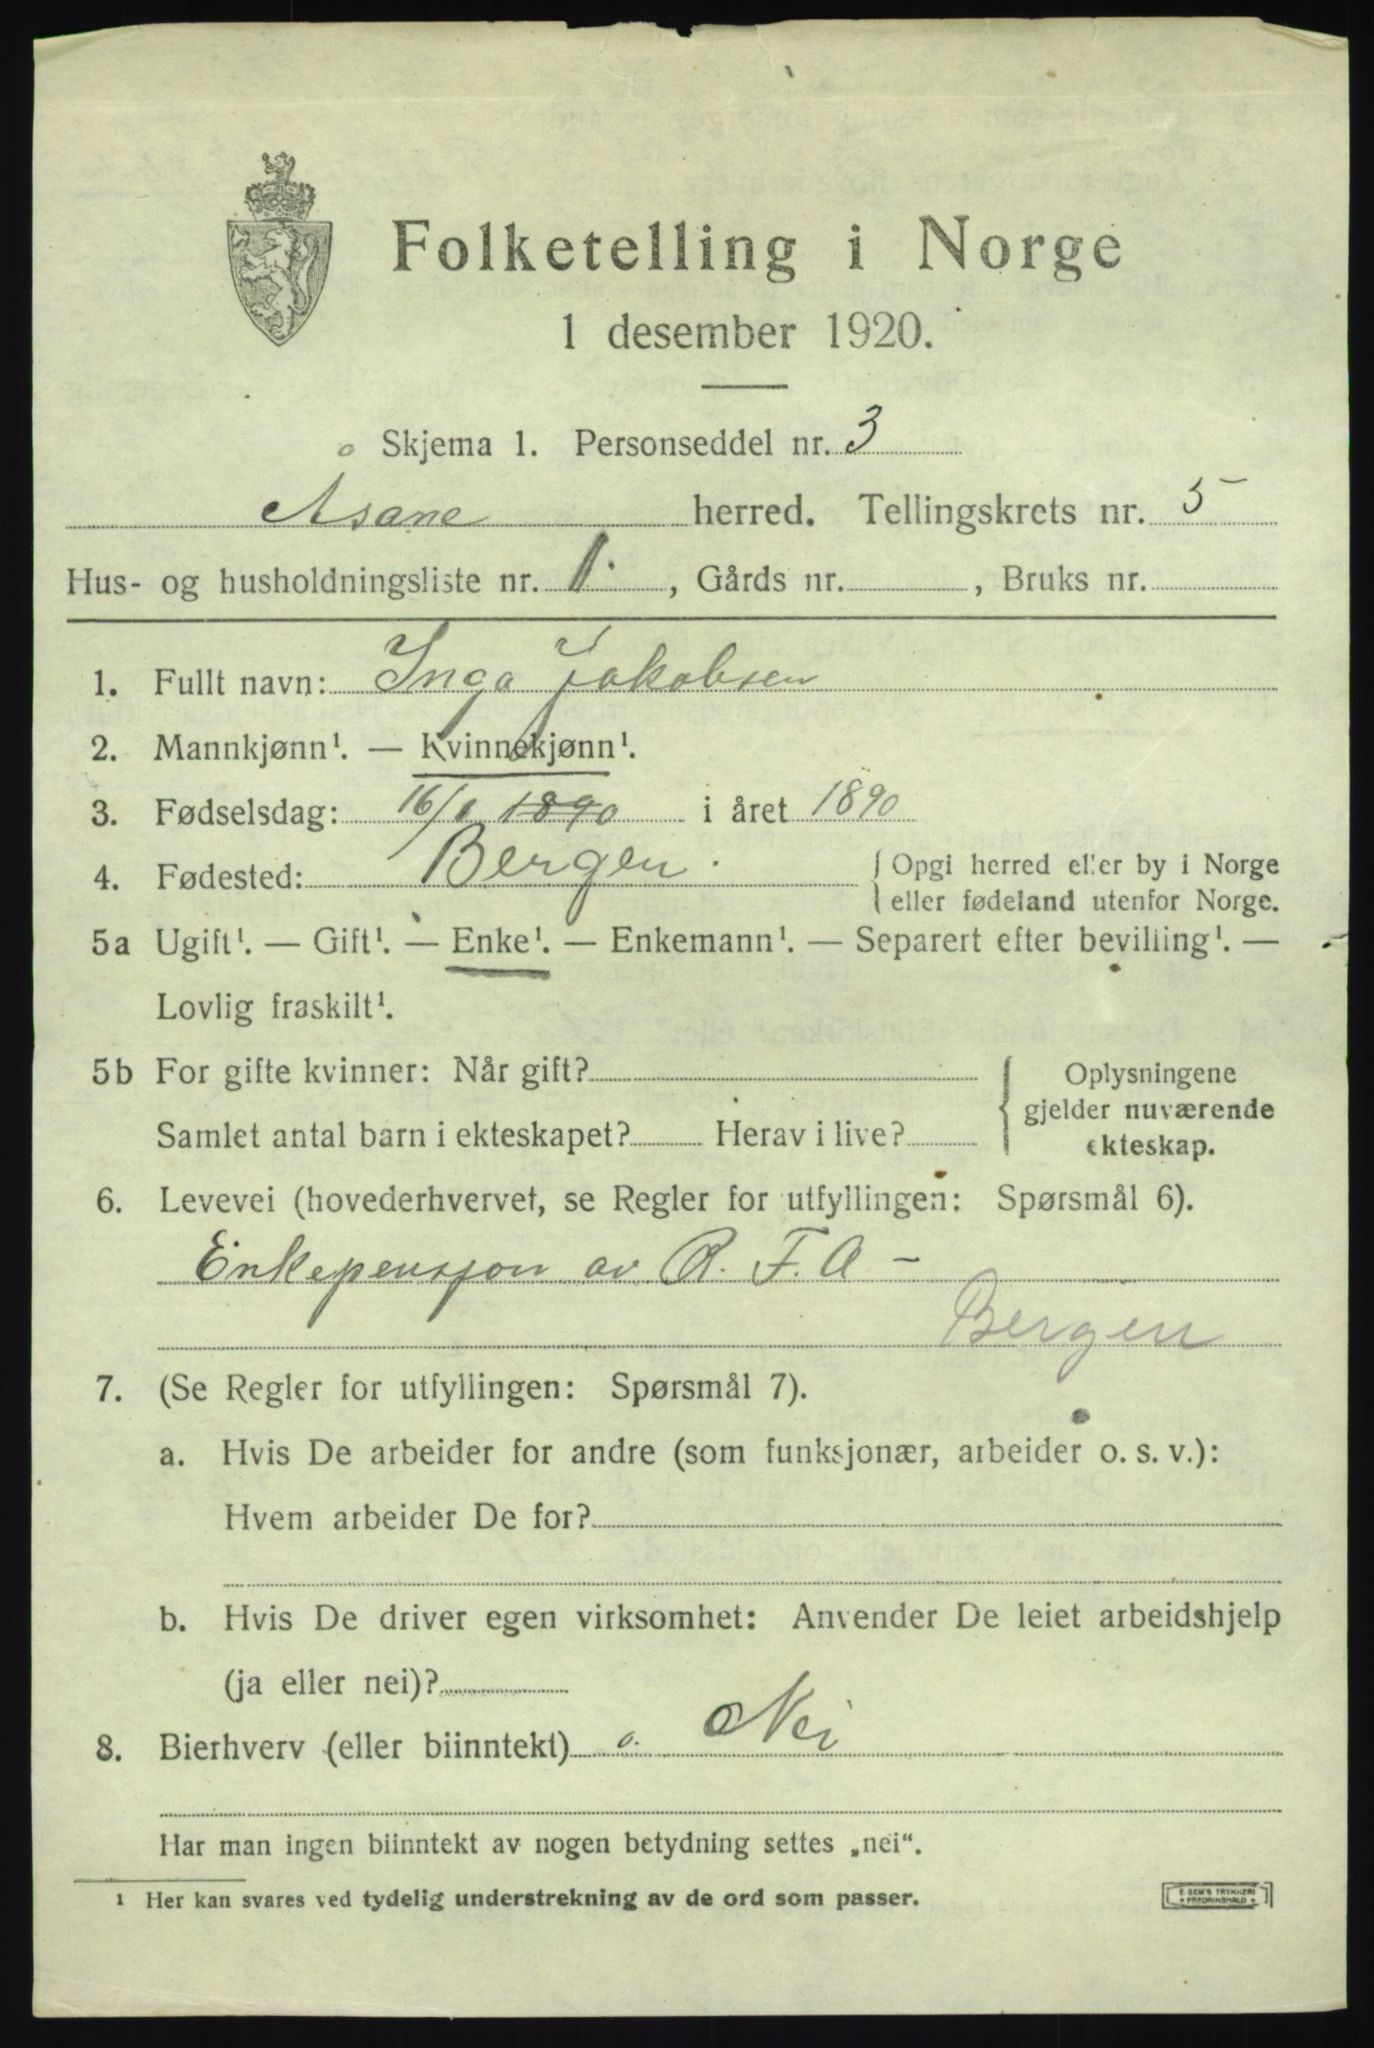 Folketelling i Norge
1 desember 1920.
Skjema 1. Personseddel nr. 3
Asane herred. Tellingskrets nr. 5
Hus- og husholdningsliste nr. 1. , Gårds nr. , Bruks nr.
1. Fullt navn: Inga Jakobsen
2. Mannkjønn¹. — Kvinnekjønn¹.
3. Fødselsdag: 16/1 1890 i året 1890
4. Fødested: Bergen. { Opgi herred eller by i Norge
eller fødeland utenfor Norge.
5a Ugift¹. — Gift¹. — Enke¹. — Enkemann¹. — Separert efter bevilling¹. —
Lovlig fraskilt¹.
5b For gifte kvinner: Når gift? Oplysningene
gjelder nuværende
Samlet antal barn i ekteskapet? Herav i live? ekteskap.
6. Levevei (hovederhvervet, se Regler for utfyllingen: Spørsmål 6).
Enkepensjon av R. F. A –
Bergen
7. (Se Regler for utfyllingen: Spørsmål 7).
a. Hvis De arbeider for andre (som funksjonær, arbeider o. s. v.):
Hvem arbeider De for?
b. Hvis De driver egen virksomhet: Anvender De leiet arbeidshjelp
(ja eller nei)?
8. Bierhverv (eller biinntekt) o. Nei
Har man ingen biinntekt av nogen betydning settes „nei“.
¹ Her kan svares ved tydelig understrekning av de ord som passer.
E. SEM'S TRYKKERI
FREDRIKSHALD